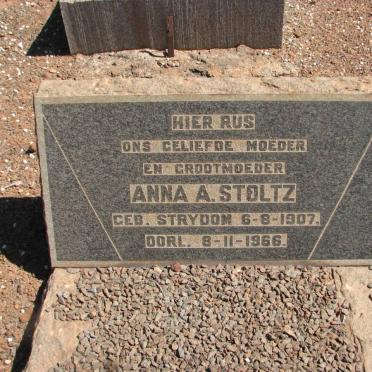 HIER RUS
ONS GELIEFDE MOEDER
EN GROOTMOEDER
ANNA A. STOLTZ
GEB. STRYDOM 6-8-1907.
OORL. 8-11-1966.